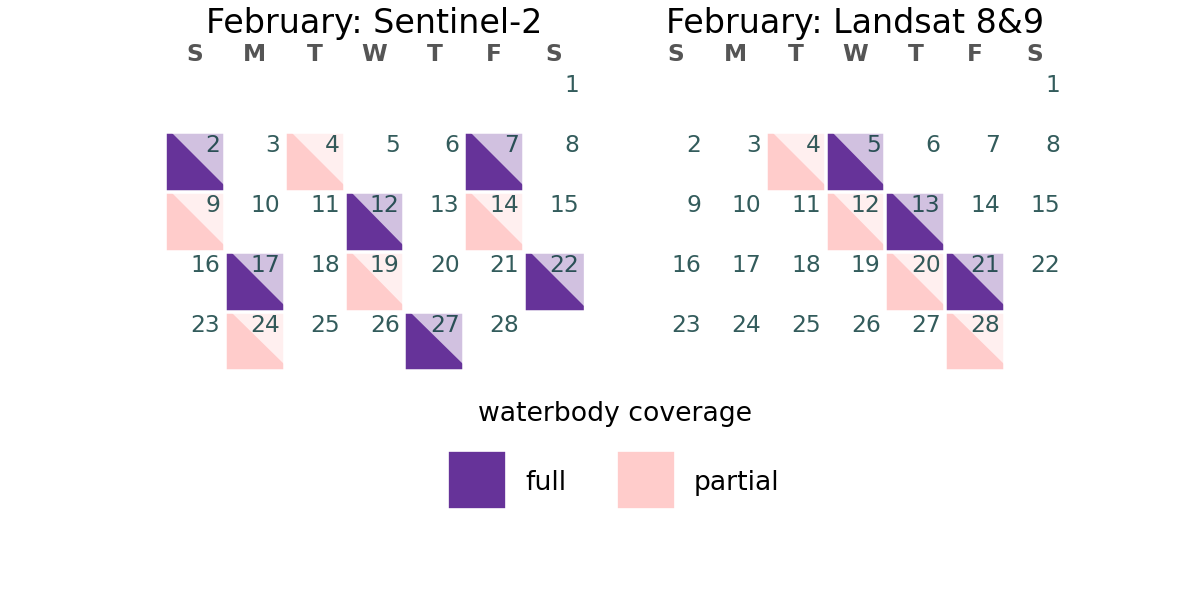 February: Sentinel-2
S M T W T F S
1
2 3 4 5 6 7 8
9 10 11 12 13 14 15
16 17 18 19 20 21 22
23 24 25 26 27 28
February: Landsat 8&9
S M T W T F S
1
2 3 4 5 6 7 8
9 10 11 12 13 14 15
16 17 18 19 20 21 22
23 24 25 26 27 28
waterbody coverage
full partial